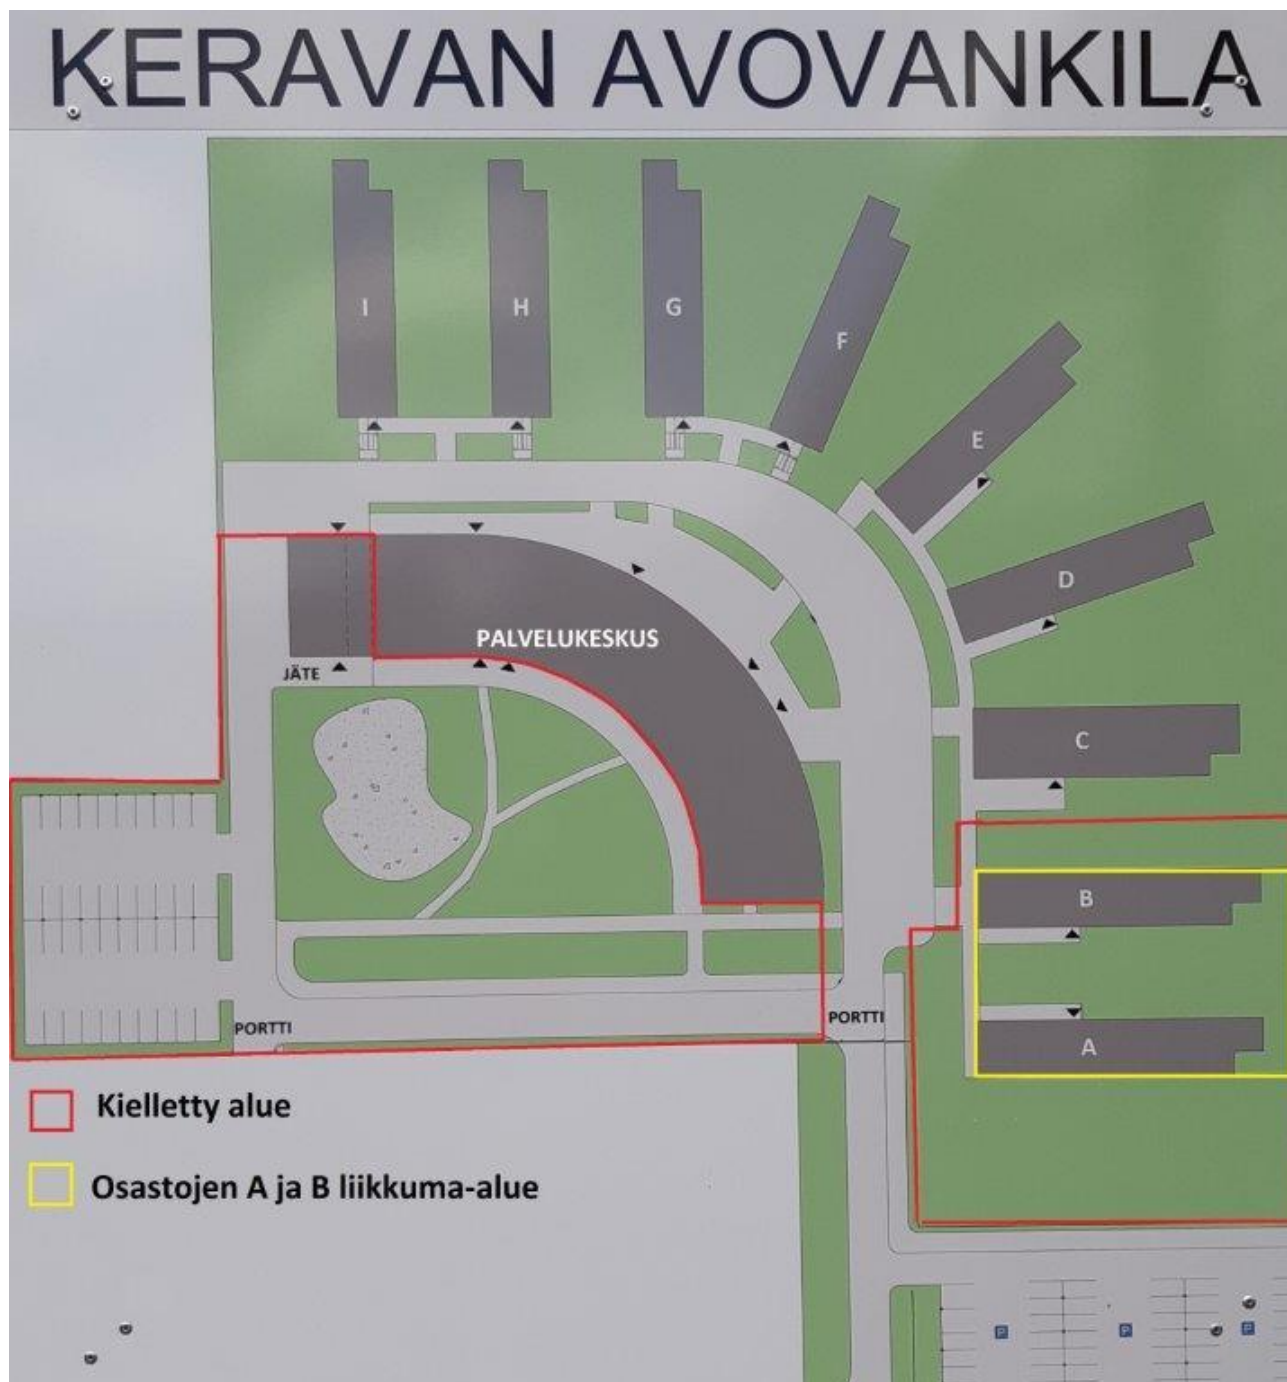 KERAVAN AVOVANKILA
I
H
G
F
E
D
PALVELUKESKUS
JÄTE
C
B
PORTTI
PORTTI
A
Kielletty alue
Osastojen A ja B liikkuma-alue
P
P
P